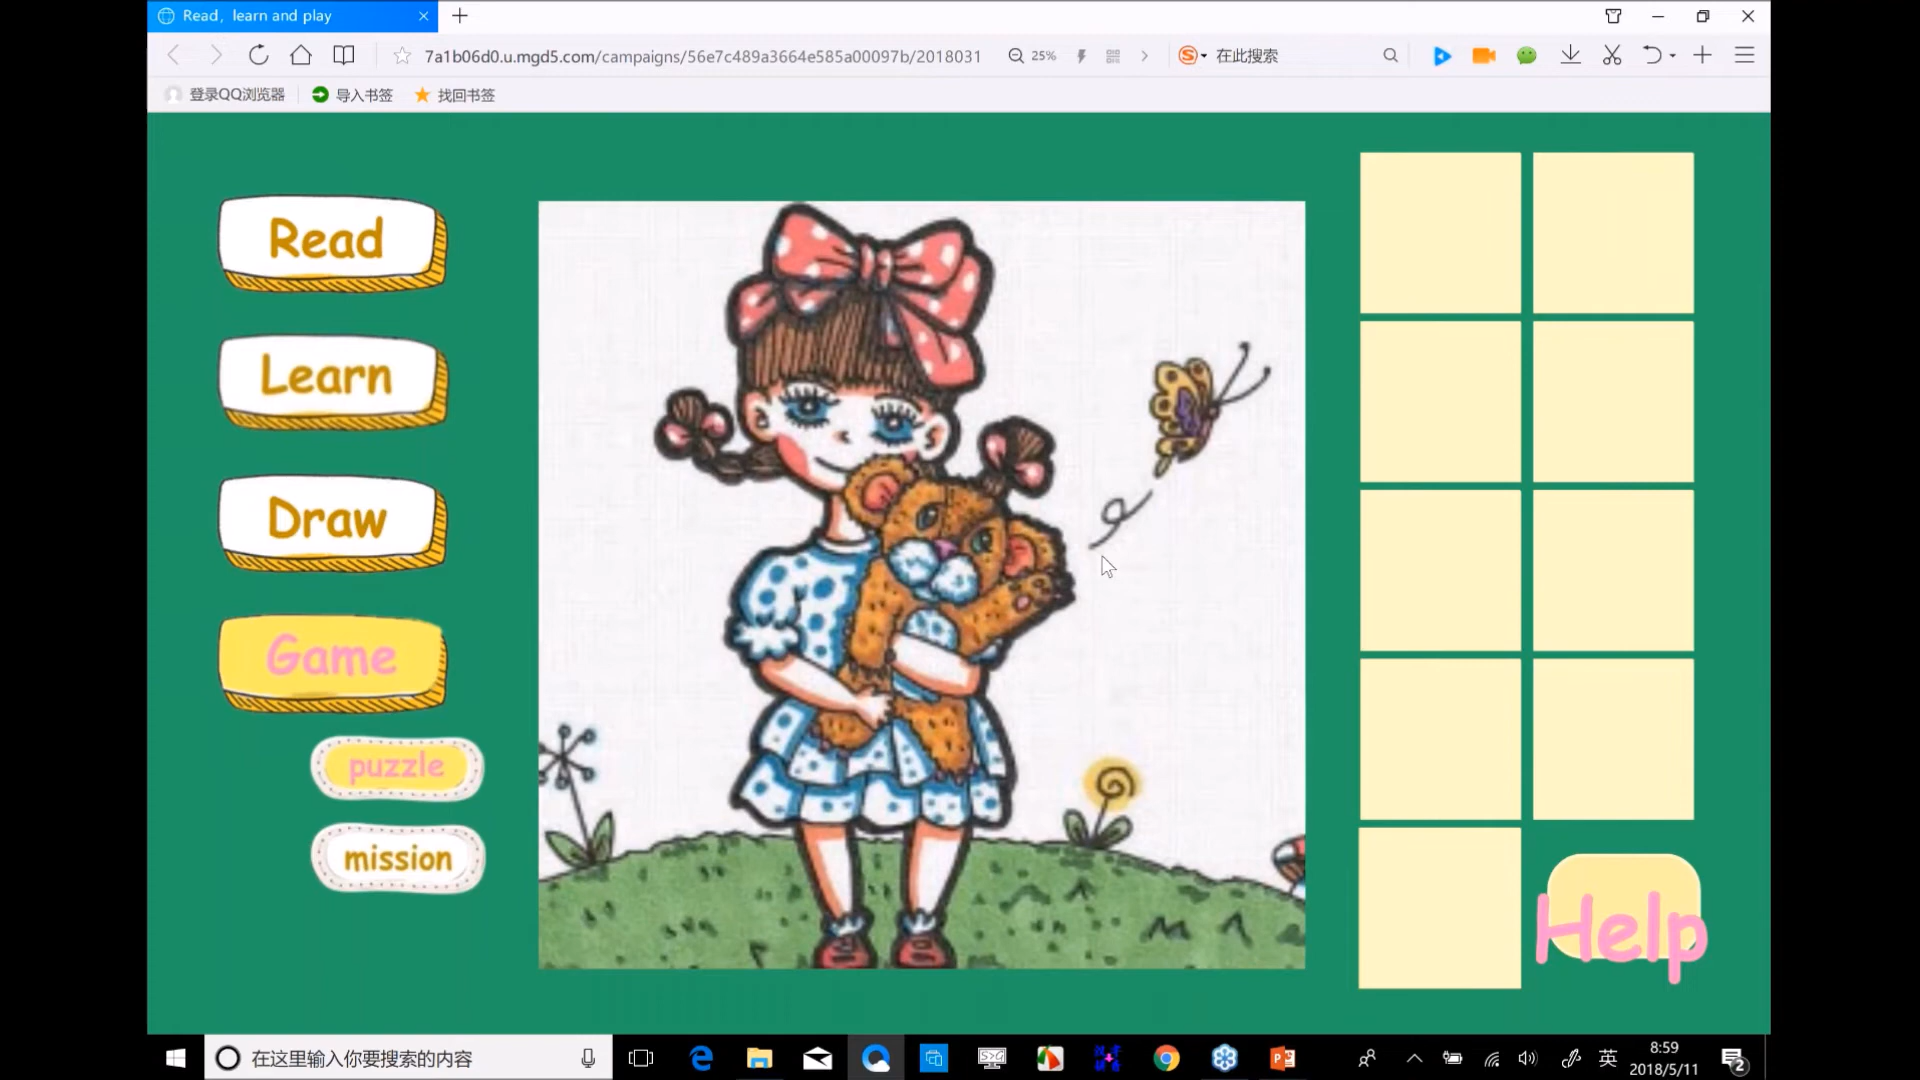 Read, learn and play
7a1b06d0.u.mgd5.com/campaigns/56e7c489a3664e585a00097b/2018031
25%
在此搜索
登录QQ浏览器
导入书签
找回书签
Read
Learn
Draw
Game
puzzle
mission
Help
在这里输入你要搜索的内容
英
8:59
2018/5/11
2